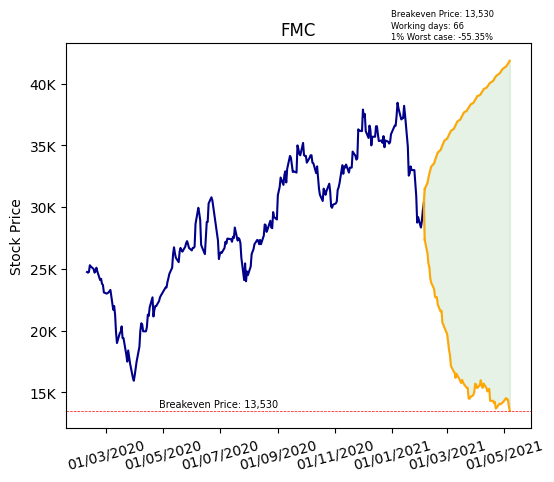 Breakeven Price: 13,530
Working days: 66
1% Worst case: -55.35%
FMC
Stock Price
40K
35K
30K
25K
20K
15K
Breakeven Price: 13,530
01/03/2020
01/05/2020
01/07/2020
01/09/2020
01/11/2020
01/01/2021
01/03/2021
01/05/2021